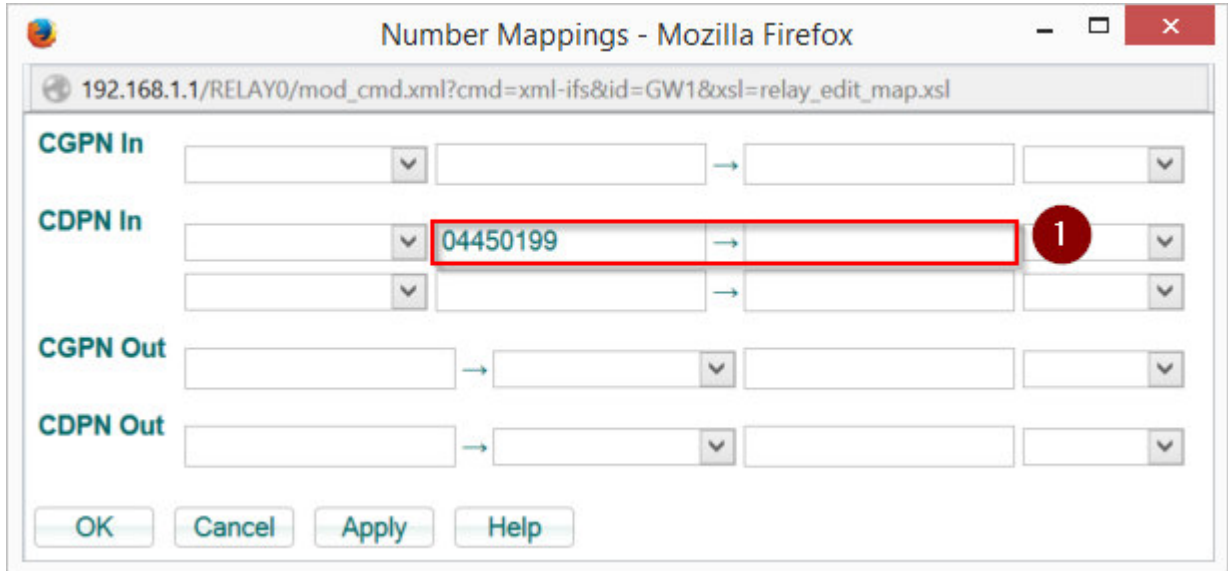 Number Mappings - Mozilla Firefox
192.168.1.1/RELAY0/mod_cmd.xml?cmd=xml-ifs&id=GW1&xsl=relay_edit_map.xsl
CGPN In →
CDPN In 04450199 → 1
→
CGPN Out →
CDPN Out →
OK Cancel Apply Help